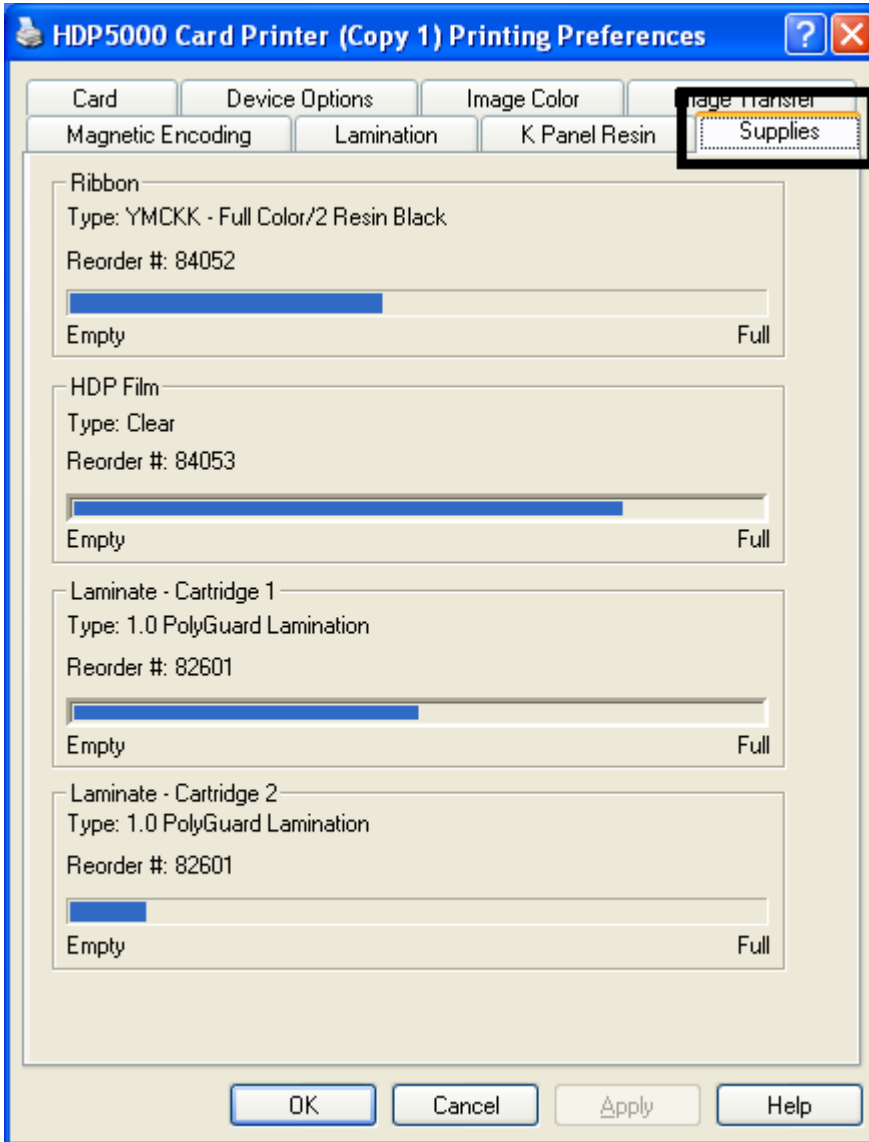 HDP5000 Card Printer (Copy 1) Printing Preferences
Card Device Options Image Color Image Transfer
Magnetic Encoding Lamination K Panel Resin Supplies
Ribbon
Type: YMCKK - Full Color/2 Resin Black
Reorder #: 84052
Empty Full
HDP Film
Type: Clear
Reorder #: 84053
Empty Full
Laminate - Cartridge 1
Type: 1.0 PolyGuard Lamination
Reorder #: 82601
Empty Full
Laminate - Cartridge 2
Type: 1.0 PolyGuard Lamination
Reorder #: 82601
Empty Full
OK Cancel Apply Help